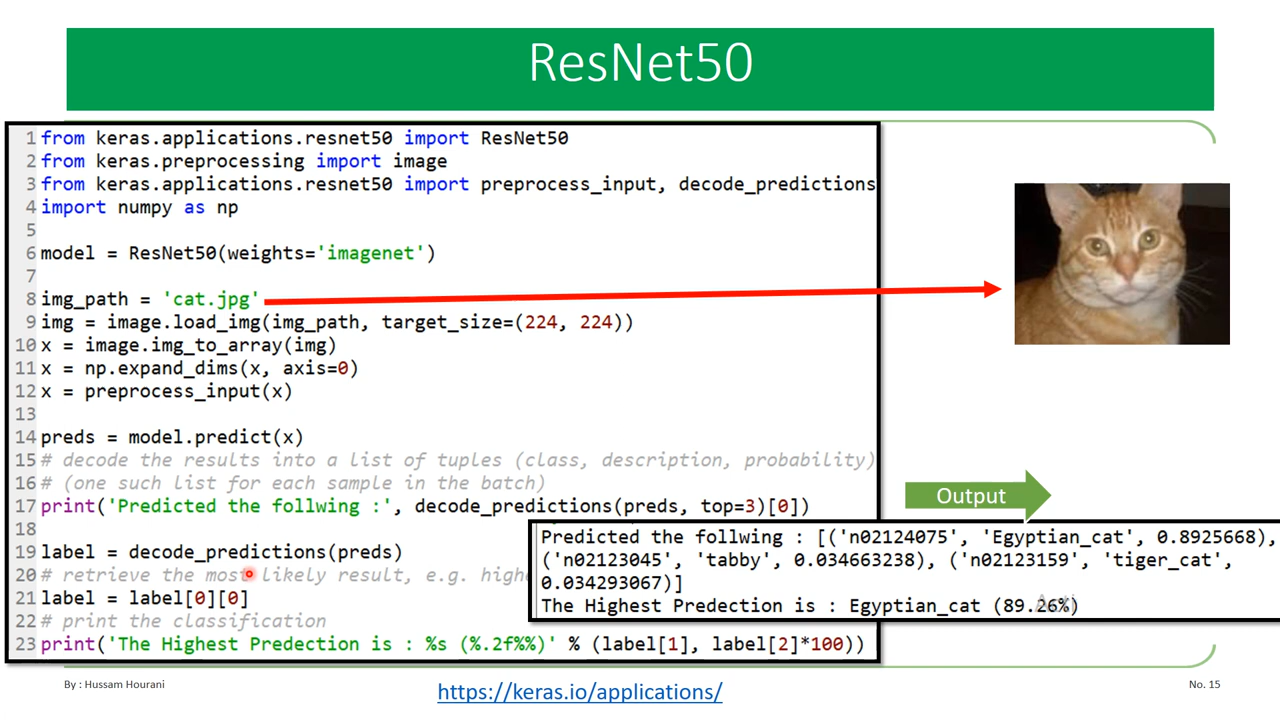 ResNet50
1 from keras.applications.resnet50 import ResNet50
2 from keras.preprocessing import image
3 from keras.applications.resnet50 import preprocess_input, decode_predictions
4 import numpy as np
5
6 model = ResNet50(weights='imagenet')
7
8 img_path = 'cat.jpg'
9 img = image.load_img(img_path, target_size=(224, 224))
10 x = image.img_to_array(img)
11 x = np.expand_dims(x, axis=0)
12 x = preprocess_input(x)
13
14 preds = model.predict(x)
15 # decode the results into a list of tuples (class, description, probability)
16 # (one such list for each sample in the batch)
17 print('Predicted the follwing :', decode_predictions(preds, top=3)[0])
18
19 label = decode_predictions(preds)
20 # retrieve the most likely result, e.g. high
21 label = label[0][0]
22 # print the classification
23 print('The Highest Predection is : %s (%.2f%%)' % (label[1], label[2]*100))
Output
Predicted the follwing : [('n02124075', 'Egyptian_cat', 0.8925668),
('n02123045', 'tabby', 0.034663238), ('n02123159', 'tiger_cat',
0.034293067)]
The Highest Predection is : Egyptian_cat (89.26%)
By : Hussam Hourani
https://keras.io/applications/
No. 15